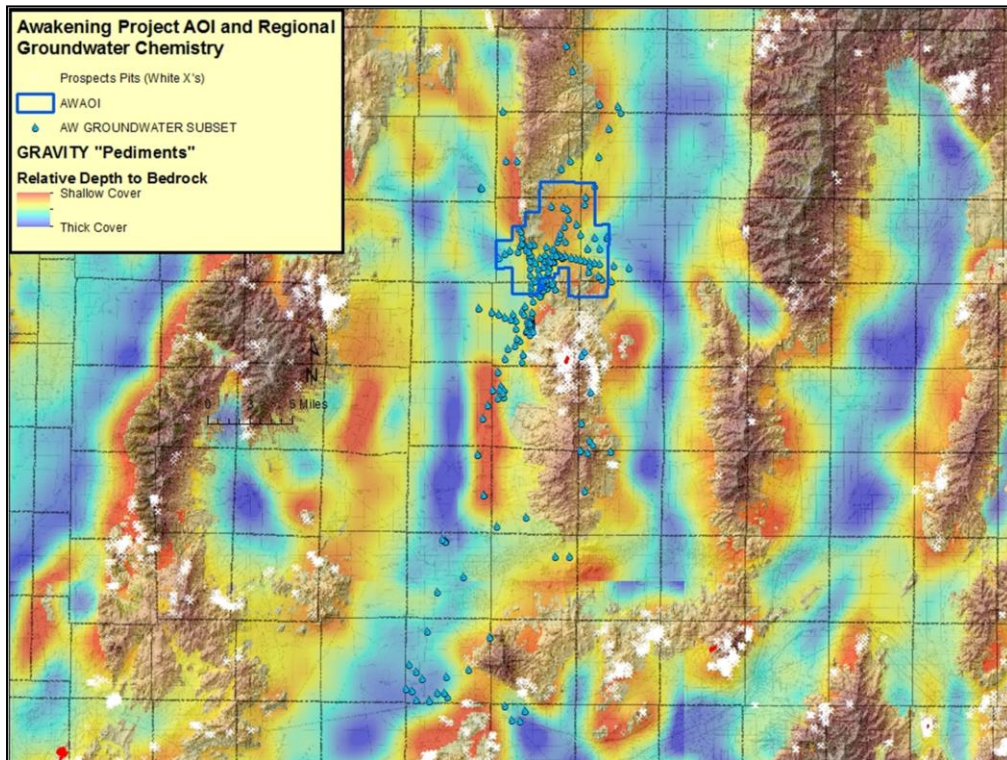 Awakening Project AOI and Regional
Groundwater Chemistry
Prospects Pits (White X's)
AWAOI
AW GROUNDWATER SUBSET
GRAVITY "Pediments"
Relative Depth to Bedrock
Shallow Cover
Thick Cover
N
0
6 Miles